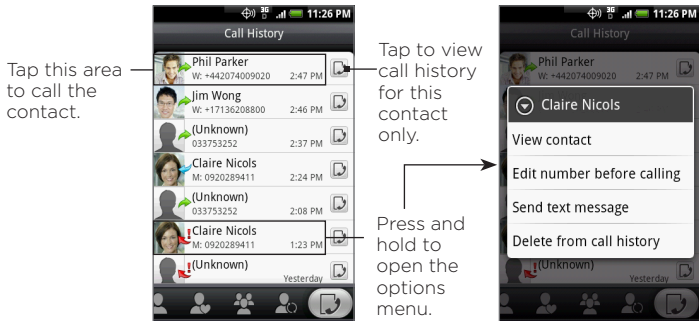 Tap this area
to call the
contact.
3G
D
11:26 PM
Call History
Phil Parker
W: +442074009020 2:47 PM
Jim Wong
W: +17136208800 2:46 PM
(Unknown)
033753252 2:37 PM
Claire Nicols
M: 0920289411 2:24 PM
(Unknown)
033753252 2:08 PM
Claire Nicols
M: 0920289411 1:23 PM
(Unknown)
Yesterday
Tap to view
call history
for this
contact
only.
Press and
hold to
open the
options
menu.
3G
D
11:26 PM
Call History
Phil Parker
W: +442074009020 2:47 PM
Claire Nicols
View contact
Edit number before calling
Send text message
Delete from call history
(Unknown)
Yesterday